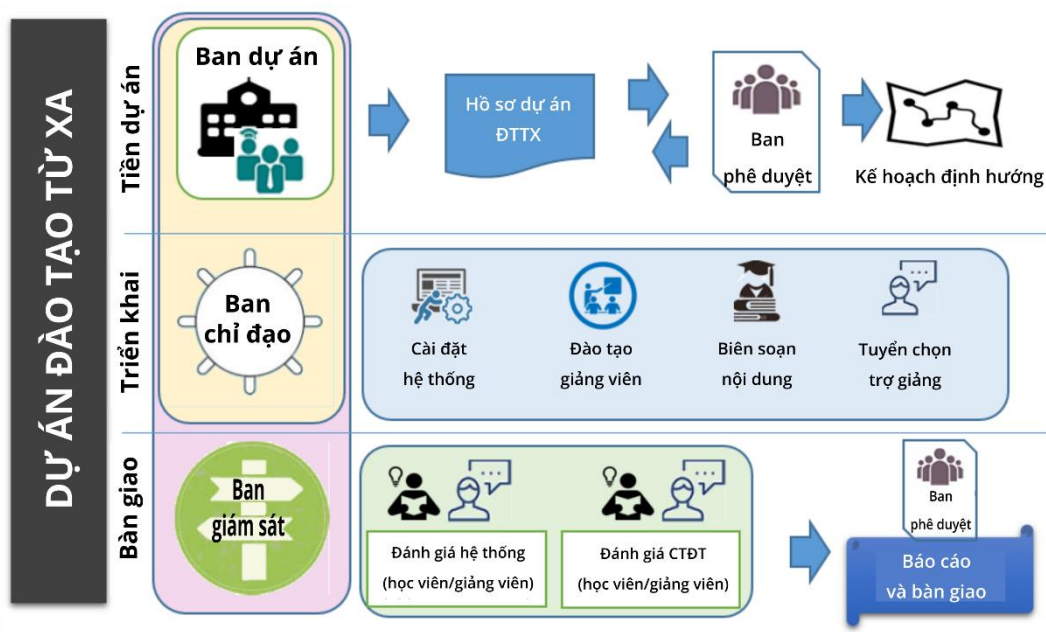 DỰ ÁN ĐÀO TẠO TỪ XA
Tiền dự án
Ban dự án
Hồ sơ dự án
ĐTTX
Ban
phê duyệt
Kế hoạch định hướng
Triển khai
Ban
chỉ đạo
Cài đặt
hệ thống
Đào tạo
giảng viên
Biên soạn
nội dung
Tuyển chọn
trợ giảng
Bàn giao
Ban
giám sát
Đánh giá hệ thống
(học viên/giảng viên)
Đánh giá CTĐT
(học viên/giảng viên)
Ban
phê duyệt
Báo cáo
và bàn giao